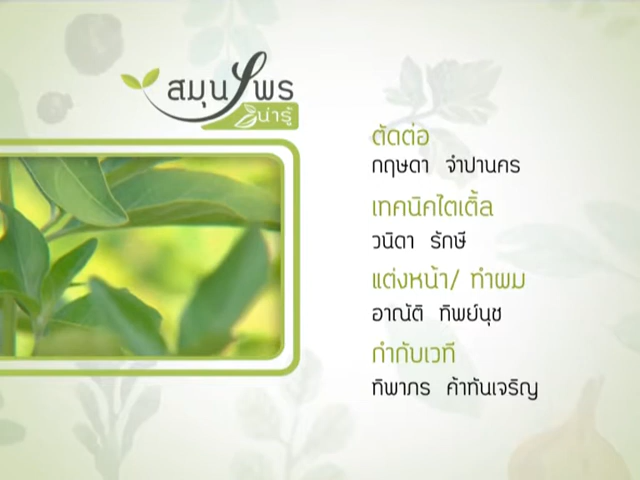 สมุนไพร
น่ารู้
ตัดต่อ
กฤษดา จำปานคร
เทคนิคไตเติ้ล
วนิดา รักษี
แต่งหน้า/ ทำผม
อาณัติ ทิพย์นุช
กำกับเวที
ทิพาภร ค้าทันเจริญ